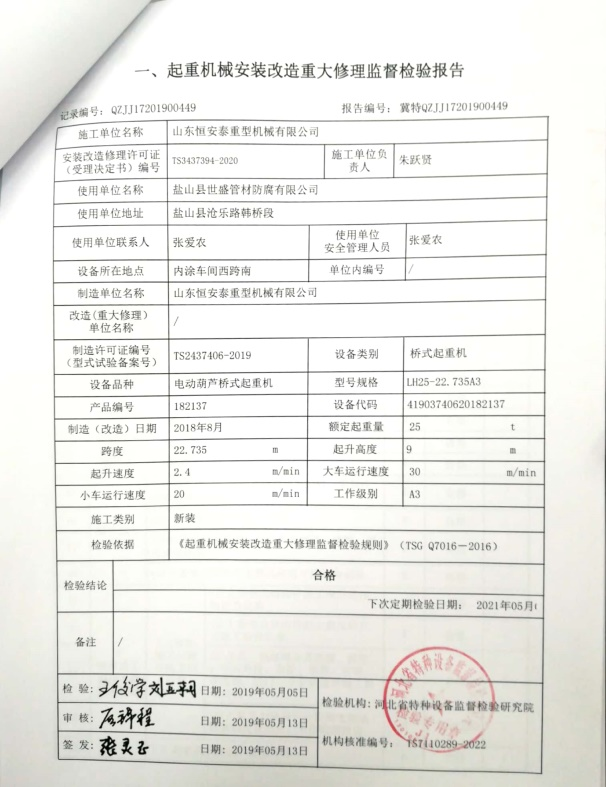 一、起重机械安装改造重大修理监督检验报告
记录编号：QZJJ17201900449 报告编号：冀特QZJJ17201900449
施工单位名称 山东恒安泰重型机械有限公司
安装改造修理许可证
（受理决定书）编号 TS3437394-2020 施工单位负
责人 朱跃贤
使用单位名称 盐山县世盛管材防腐有限公司
使用单位地址 盐山县沧乐路韩桥段
使用单位联系人 张爱农 使用单位
安全管理人员 张爱农
设备所在地点 内涂车间西跨南 单位内编号 /
制造单位名称 山东恒安泰重型机械有限公司
改造(重大修理)
单位名称 /
制造许可证编号
（型式试验备案号） TS2437406-2019 设备类别 桥式起重机
设备品种 电动葫芦桥式起重机 型号规格 LH25-22.735A3
产品编号 182137 设备代码 41903740620182137
制造（改造）日期 2018年8月 额定起重量 25 t
跨度 22.735 m 起升高度 9 m
起升速度 2.4 m/min 大车运行速度 30 m/min
小车运行速度 20 m/min 工作级别 A3
施工类别 新装
检验依据 《起重机械安装改造重大修理监督检验规则》（TSG Q7016－2016）
检验结论 合格
下次定期检验日期： 2021年05月
备注 /
检 验: 日期: 2019年05月05日
审 核: 日期: 2019年05月13日
签 发: 日期: 2019年05月13日
检验机构:河北省特种设备监督检验研究院
机构核准编号: TS7110289-2022